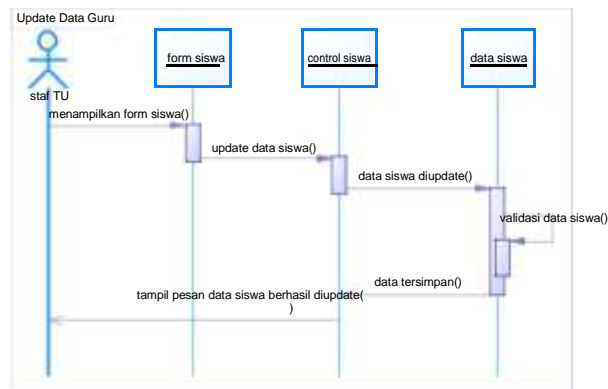 Update Data Guru
form siswa
control siswa
data siswa
staf TU
menampilkan form siswa()
update data siswa()
data siswa diupdate()
validasi data siswa()
data tersimpan()
tampil pesan data siswa berhasil diupdate(
)